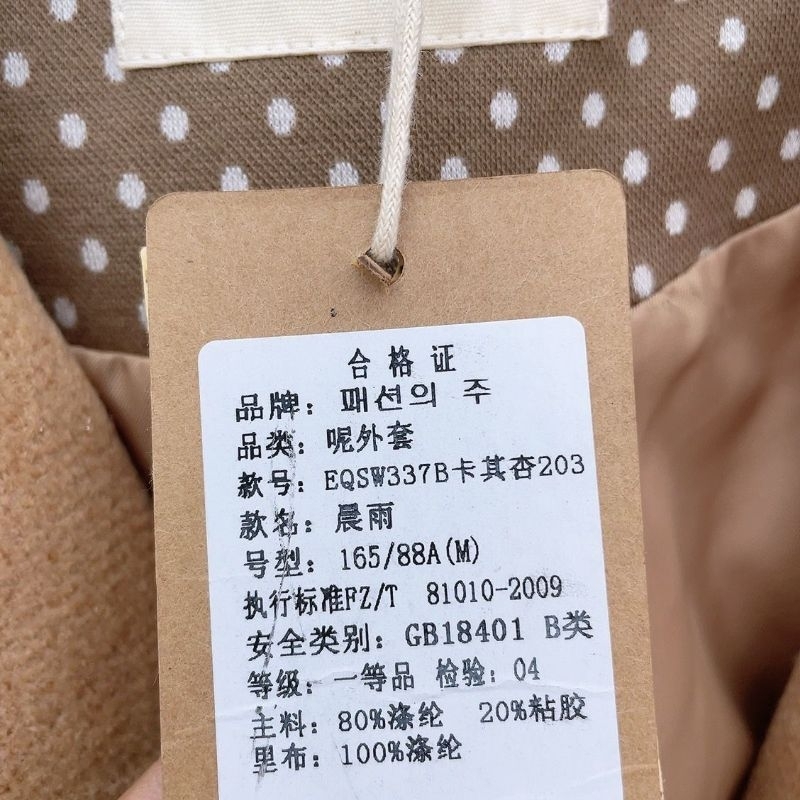 合格证
品牌: 패션의 주
品类: 呢外套
款号: EQSW337B卡其杏203
款名: 晨雨
号型: 165/88A(M)
执行标准FZ/T 81010-2009
安全类别: GB18401 B类
等级: 一等品 检验: 04
主料: 80%涤纶 20%粘胶
里布: 100%涤纶